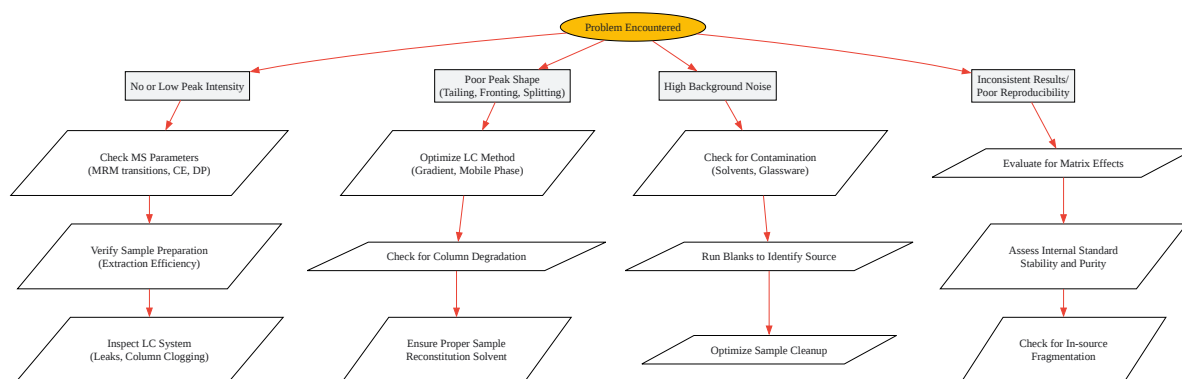 Problem Encountered
No or Low Peak Intensity
Poor Peak Shape
(Tailing, Fronting, Splitting)
High Background Noise
Inconsistent Results/
Poor Reproducibility
Check MS Parameters
(MRM transitions, CE, DP)
Optimize LC Method
(Gradient, Mobile Phase)
Check for Contamination
(Solvents, Glassware)
Evaluate for Matrix Effects
Verify Sample Preparation
(Extraction Efficiency)
Check for Column Degradation
Run Blanks to Identify Source
Assess Internal Standard
Stability and Purity
Inspect LC System
(Leaks, Column Clogging)
Ensure Proper Sample
Reconstitution Solvent
Optimize Sample Cleanup
Check for In-source
Fragmentation